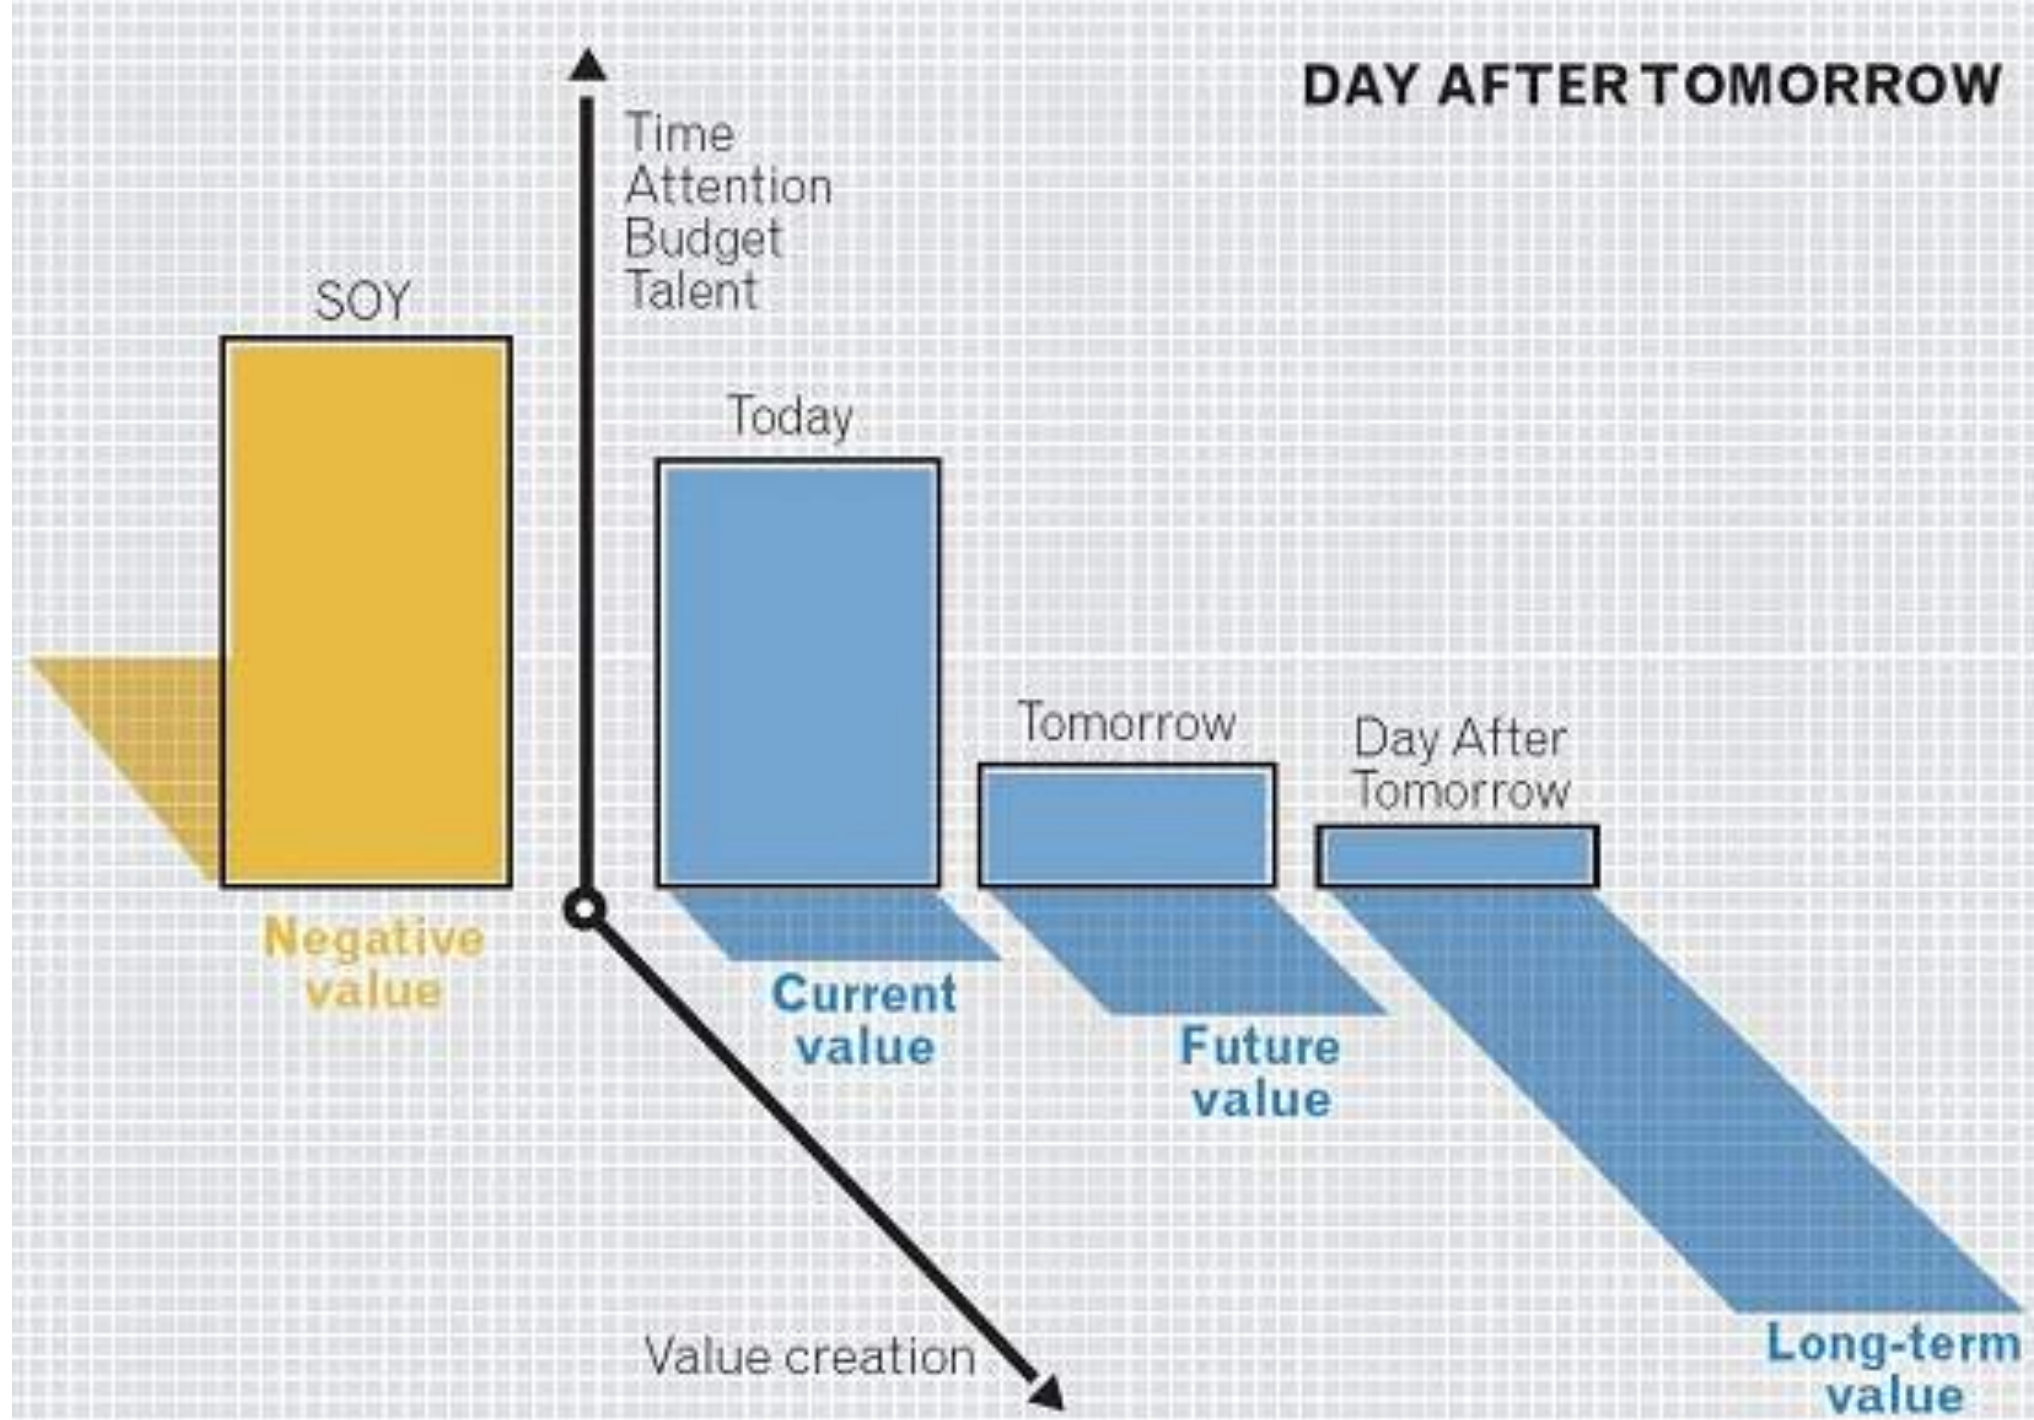 DAY AFTER TOMORROW
Time
Attention
Budget
Talent
SOY
Today
Tomorrow
Day After
Tomorrow
Negative
value
Current
value
Future
value
Value creation
Long-term
value